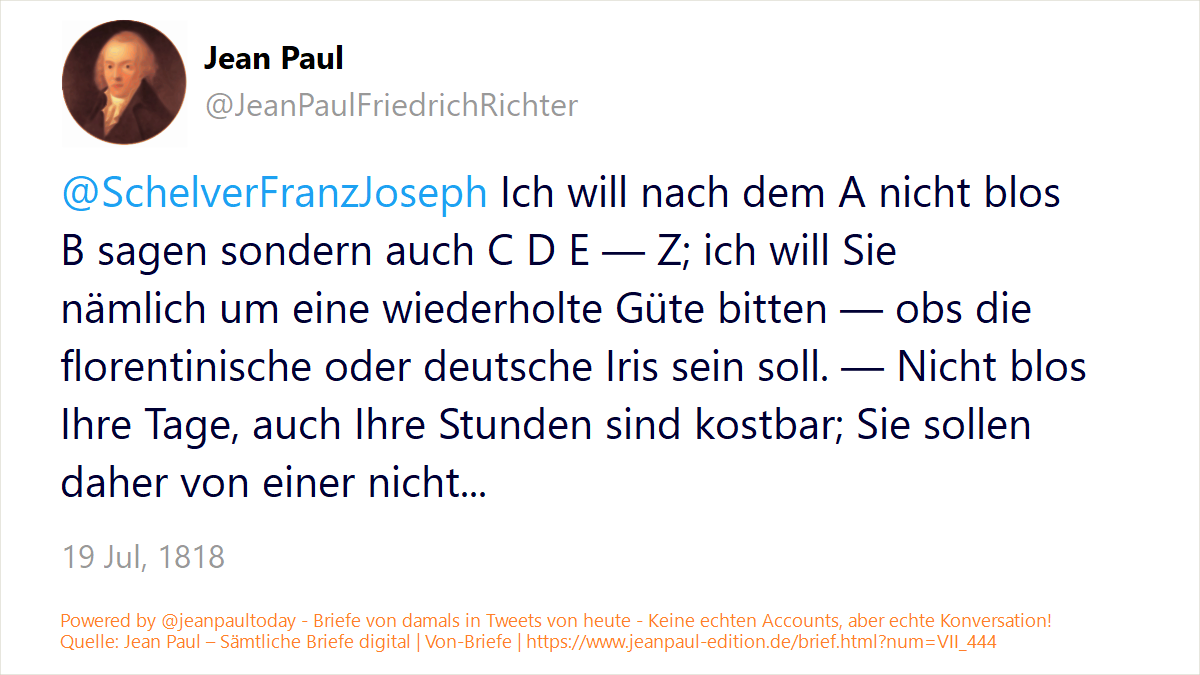 Jean Paul
@JeanPaulFriedrichRichter
@SchelverFranzJoseph Ich will nach dem A nicht blos
B sagen sondern auch C D E — Z; ich will Sie
nämlich um eine wiederholte Güte bitten — obs die
florentinische oder deutsche Iris sein soll. — Nicht blos
Ihre Tage, auch Ihre Stunden sind kostbar; Sie sollen
daher von einer nicht...
19 Jul, 1818
Powered by @jeanpaultoday - Briefe von damals in Tweets von heute - Keine echten Accounts, aber echte Konversation!
Quelle: Jean Paul – Sämtliche Briefe digital | Von-Briefe | https://www.jeanpaul-edition.de/brief.html?num=VII_444